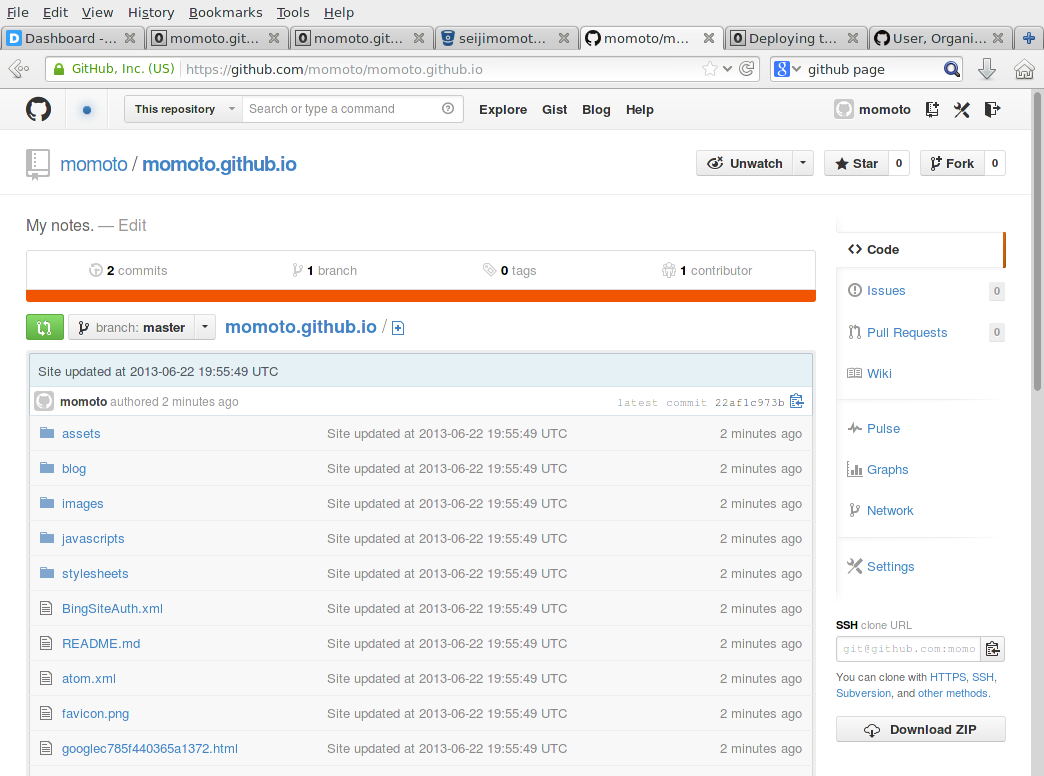 File Edit View History Bookmarks Tools Help
Dashboard -... momoto.git... momoto.git... seijimomot... momoto/m... Deploying t... User, Organi...
GitHub, Inc. (US) https://github.com/momoto/momoto.github.io github page
This repository Search or type a command Explore Gist Blog Help momoto
momoto / momoto.github.io Unwatch Star 0 Fork 0
My notes. — Edit
2 commits 1 branch 0 tags 1 contributor
branch: master momoto.github.io /
Site updated at 2013-06-22 19:55:49 UTC
momoto authored 2 minutes ago latest commit 22af1c973b
assets Site updated at 2013-06-22 19:55:49 UTC 2 minutes ago
blog Site updated at 2013-06-22 19:55:49 UTC 2 minutes ago
images Site updated at 2013-06-22 19:55:49 UTC 2 minutes ago
javascripts Site updated at 2013-06-22 19:55:49 UTC 2 minutes ago
stylesheets Site updated at 2013-06-22 19:55:49 UTC 2 minutes ago
BingSiteAuth.xml Site updated at 2013-06-22 19:55:49 UTC 2 minutes ago
README.md Site updated at 2013-06-22 19:55:49 UTC 2 minutes ago
atom.xml Site updated at 2013-06-22 19:55:49 UTC 2 minutes ago
favicon.png Site updated at 2013-06-22 19:55:49 UTC 2 minutes ago
googlec785f440365a1372.html Site updated at 2013-06-22 19:55:49 UTC 2 minutes ago
Code
Issues 0
Pull Requests 0
Wiki
Pulse
Graphs
Network
Settings
SSH clone URL
git@github.com:momo
You can clone with HTTPS, SSH,
Subversion, and other methods.
Download ZIP